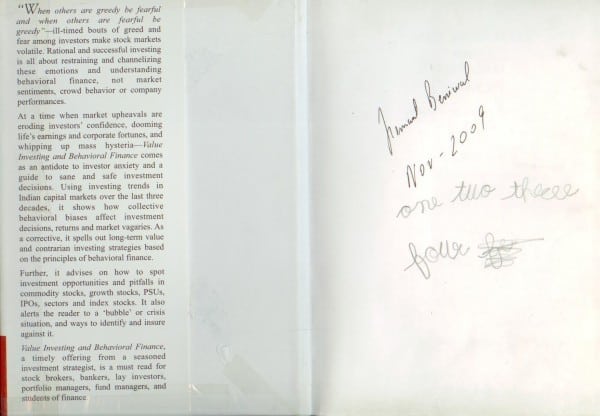 "When others are greedy be fearful
and when others are fearful be
greedy"—ill-timed bouts of greed and
fear among investors make stock markets
volatile. Rational and successful investing
is all about restraining and channelizing
these emotions and understanding
behavioral finance, not market
sentiments, crowd behavior or company
performances.
At a time when market upheavals are
eroding investors' confidence, dooming
life's earnings and corporate fortunes, and
whipping up mass hysteria—Value
Investing and Behavioral Finance comes
as an antidote to investor anxiety and a
guide to sane and safe investment
decisions. Using investing trends in
Indian capital markets over the last three
decades, it shows how collective
behavioral biases affect investment
decisions, returns and market vagaries. As
a corrective, it spells out long-term value
and contrarian investing strategies based
on the principles of behavioral finance.
Further, it advises on how to spot
investment opportunities and pitfalls in
commodity stocks, growth stocks, PSUs,
IPOs, sectors and index stocks. It also
alerts the reader to a 'bubble' or crisis
situation, and ways to identify and insure
against it.
Value Investing and Behavioral Finance,
a timely offering from a seasoned
investment strategist, is a must read for
stock brokers, bankers, lay investors,
portfolio managers, fund managers, and
students of finance
Beniwal
Nov - 2009
one two theree
four